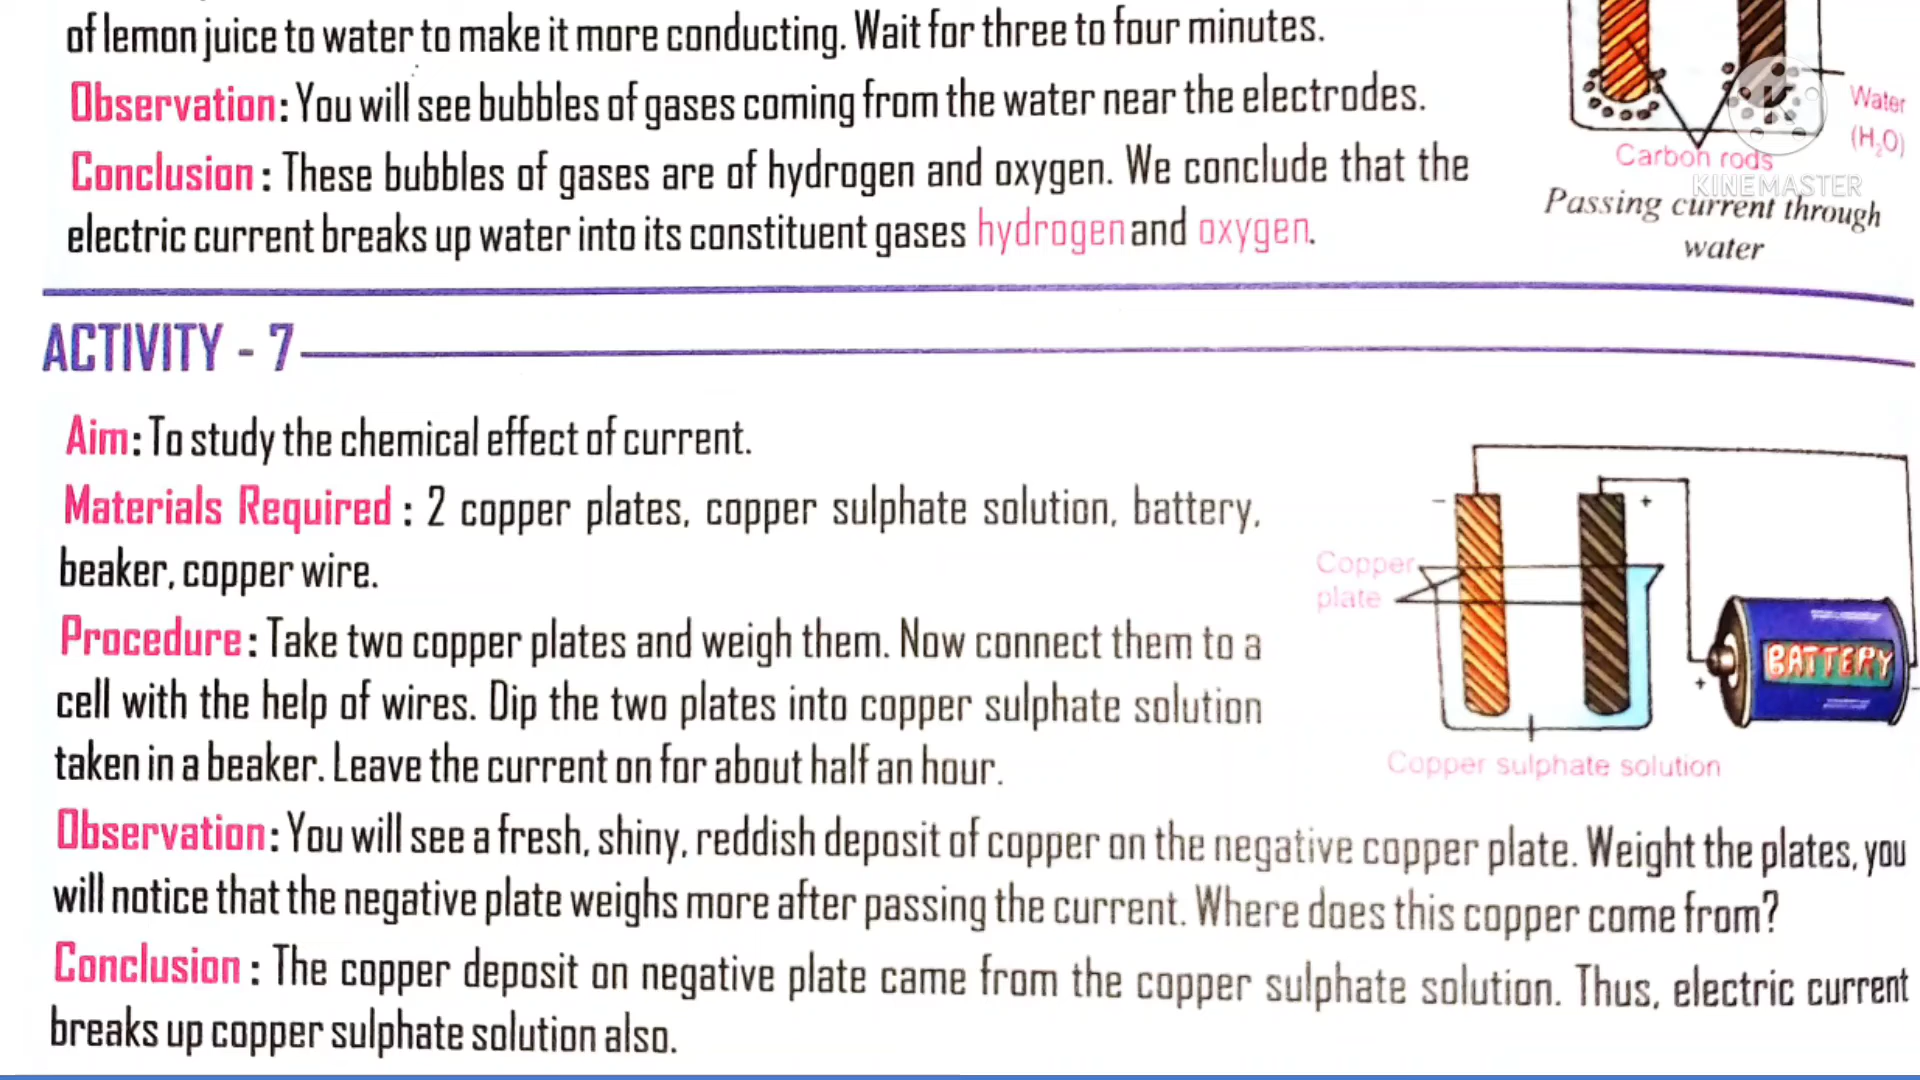 of lemon juice to water to make it more conducting. Wait for three to four minutes.
Observation: You will see bubbles of gases coming from the water near the electrodes.
Conclusion: These bubbles of gases are of hydrogen and oxygen. We conclude that the
electric current breaks up water into its constituent gases hydrogen and oxygen.
Water
(H₂O)
Carbon rods
KINEMASTER
Passing current through
water
ACTIVITY - 7
Aim: To study the chemical effect of current.
Materials Required : 2 copper plates, copper sulphate solution, battery,
beaker, copper wire.
Procedure: Take two copper plates and weigh them. Now connect them to a
cell with the help of wires. Dip the two plates into copper sulphate solution
taken in a beaker. Leave the current on for about half an hour.
- +
Copper
plate
BATTERY
+ -
Copper sulphate solution
Observation: You will see a fresh, shiny, reddish deposit of copper on the negative copper plate. Weight the plates, you
will notice that the negative plate weighs more after passing the current. Where does this copper come from?
Conclusion : The copper deposit on negative plate came from the copper sulphate solution. Thus, electric current
breaks up copper sulphate solution also.